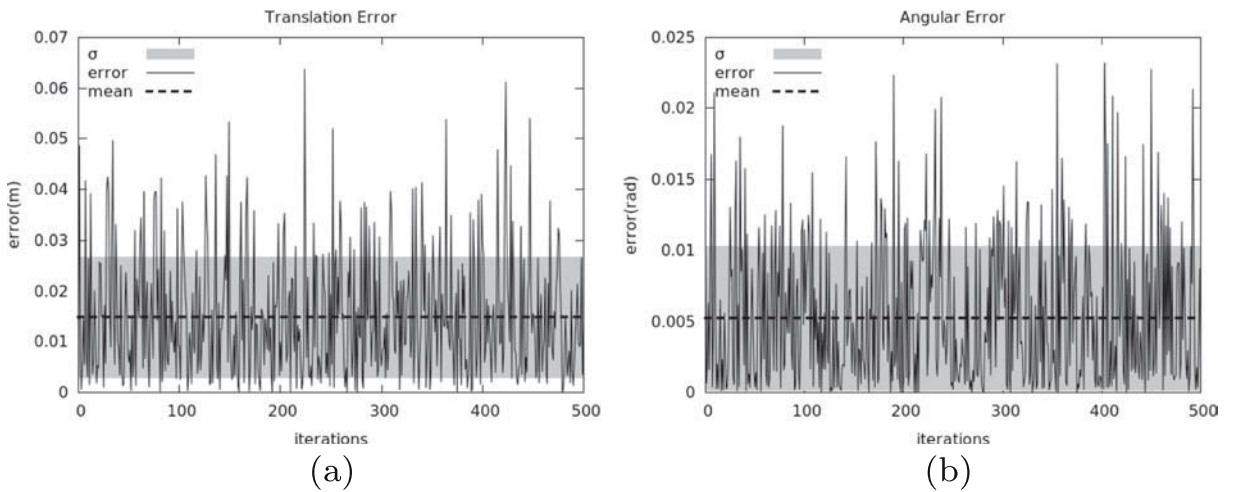 Translation Error
0.07
0.06
0.05
0.04
0.03
0.02
0.01
0
error(m)
σ
error
mean
0 100 200 300 400 500
iterations
(a)
Angular Error
0.025
0.02
0.015
0.01
0.005
0
error(rad)
σ
error
mean
0 100 200 300 400 500
iterations
(b)